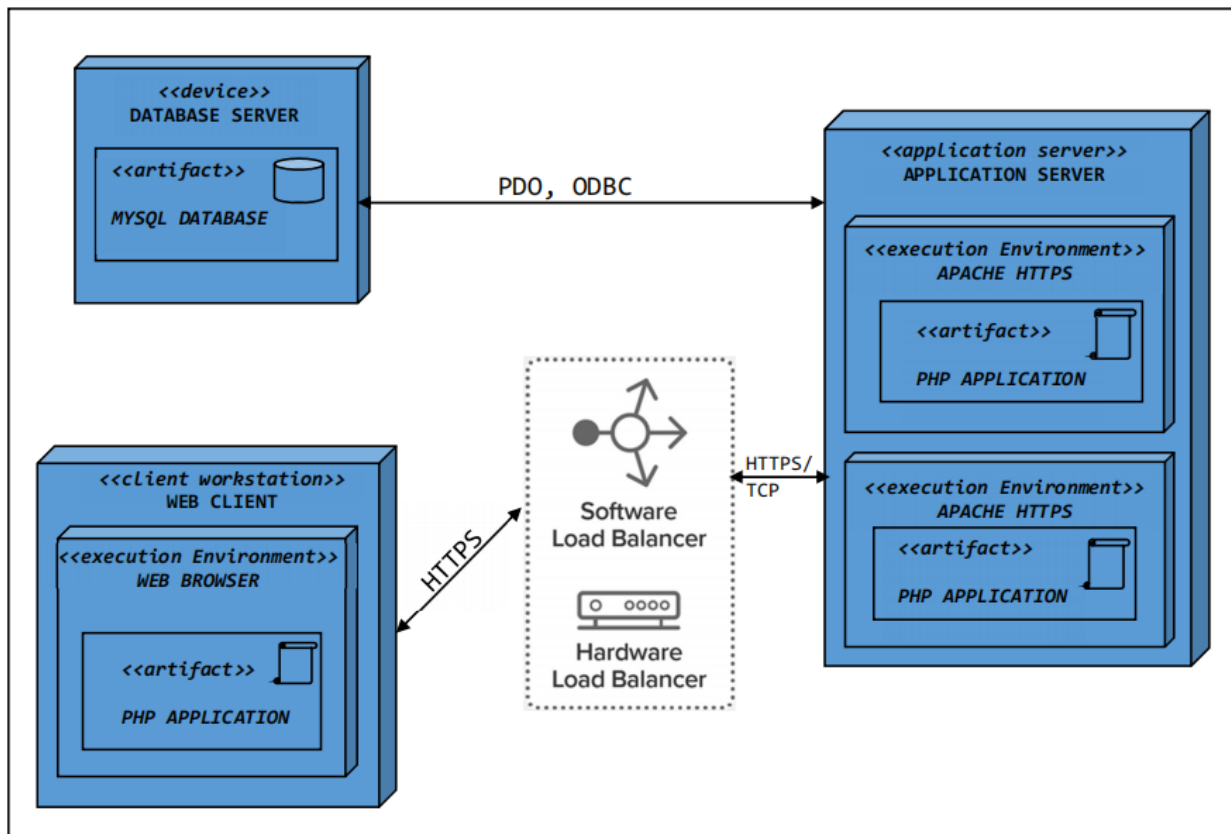 <<device>>
DATABASE SERVER
<<artifact>>
MYSQL DATABASE
PDO, ODBC
<<application server>>
APPLICATION SERVER
<<execution Environment>>
APACHE HTTPS
<<artifact>>
PHP APPLICATION
<<execution Environment>>
APACHE HTTPS
<<artifact>>
PHP APPLICATION
HTTPS/
TCP
Software
Load Balancer
Hardware
Load Balancer
HTTPS
<<client workstation>>
WEB CLIENT
<<execution Environment>>
WEB BROWSER
<<artifact>>
PHP APPLICATION